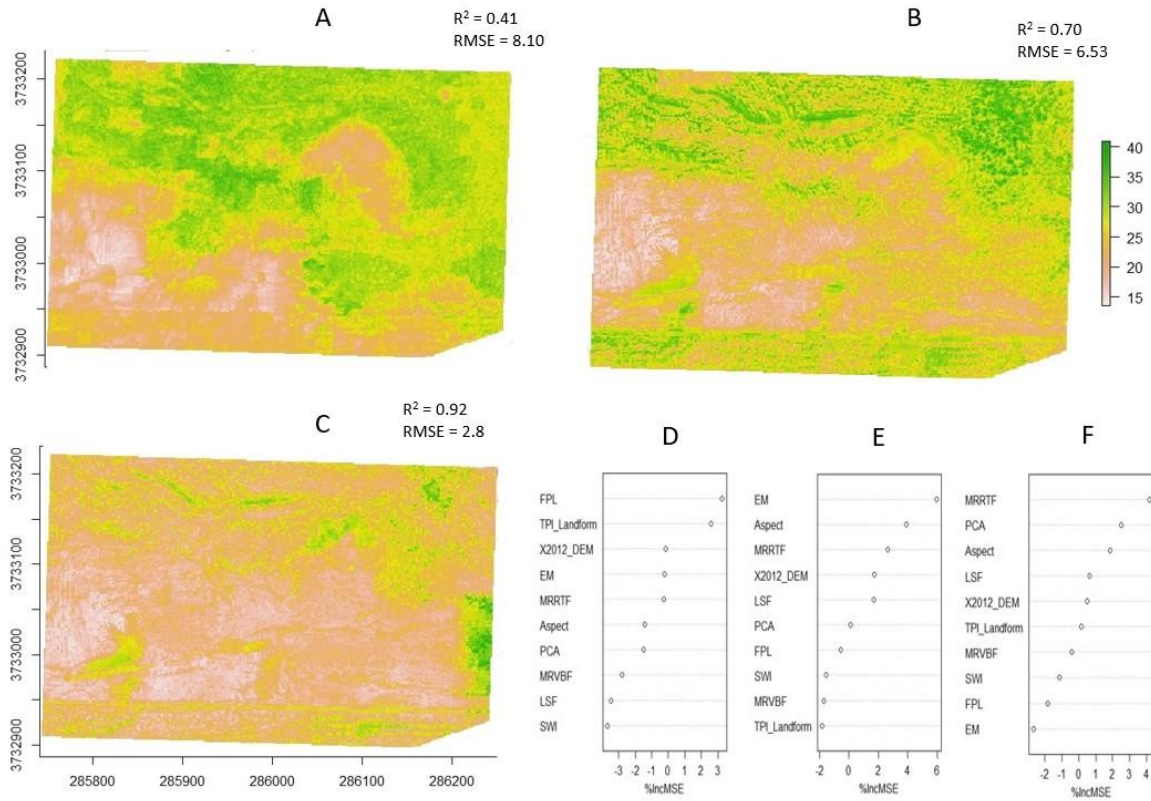 A
R² = 0.41
RMSE = 8.10
3733200
3733100
3733000
3732900
B
R² = 0.70
RMSE = 6.53
40
35
30
25
20
15
C
R² = 0.92
RMSE = 2.8
3733200
3733100
3733000
3732900
285800 285900 286000 286100 286200
D
FPL
TPI_Landform
X2012_DEM
EM
MRRTF
Aspect
PCA
MRVBF
LSF
SWI
-3 -2 -1 0 1 2 3
%IncMSE
E
EM
Aspect
MRRTF
X2012_DEM
LSF
PCA
FPL
SWI
MRVBF
TPI_Landform
-2 0 2 4 6
%IncMSE
F
MRRTF
PCA
Aspect
LSF
X2012_DEM
TPI_Landform
MRVBF
SWI
FPL
EM
-2 -1 0 1 2 3 4
%IncMSE